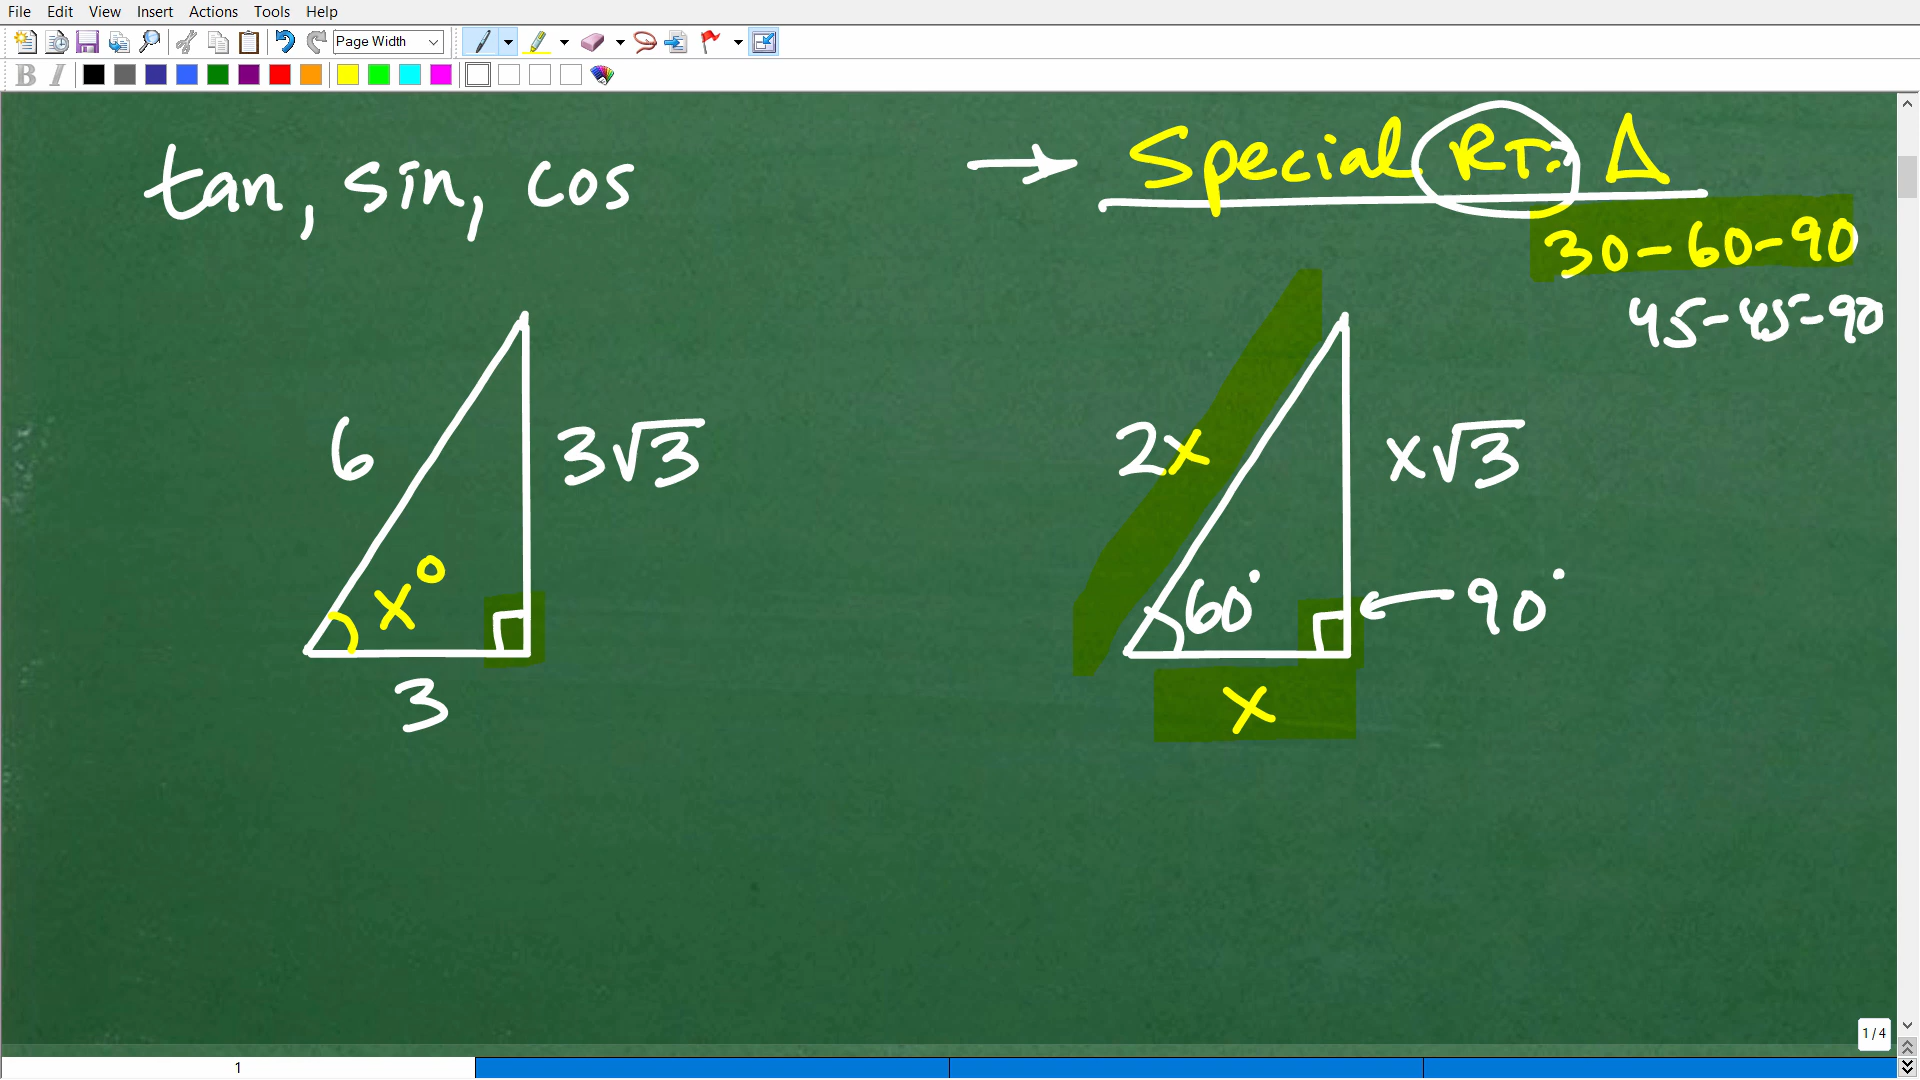 File Edit View Insert Actions Tools Help
Page Width
B I
tan, sin, cos
→ Special RT. Δ
30-60-90
45-45-90
6
3√3
x°
3
2x
x√3
60°
90°
x
1 / 4
1